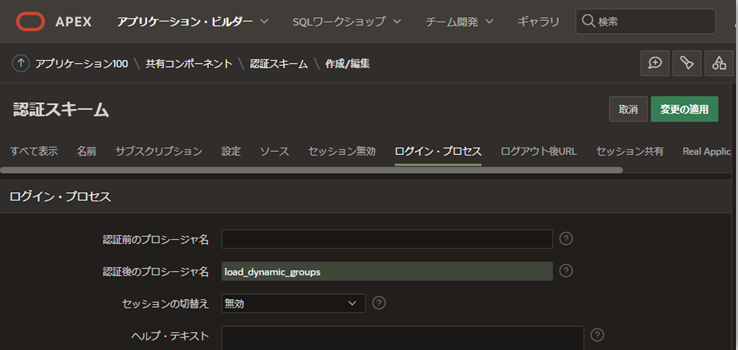 APEX アプリケーション・ビルダー SQLワークショップ チーム開発 ギャラリ 検索
アプリケーション100 \ 共有コンポーネント \ 認証スキーム \ 作成/編集
認証スキーム 取消 変更の適用
すべて表示 名前 サブスクリプション 設定 ソース セッション無効 ログイン・プロセス ログアウト後URL セッション共有 Real Applic
ログイン・プロセス
認証前のプロシージャ名
認証後のプロシージャ名 load_dynamic_groups
セッションの切替え 無効
ヘルプ・テキスト